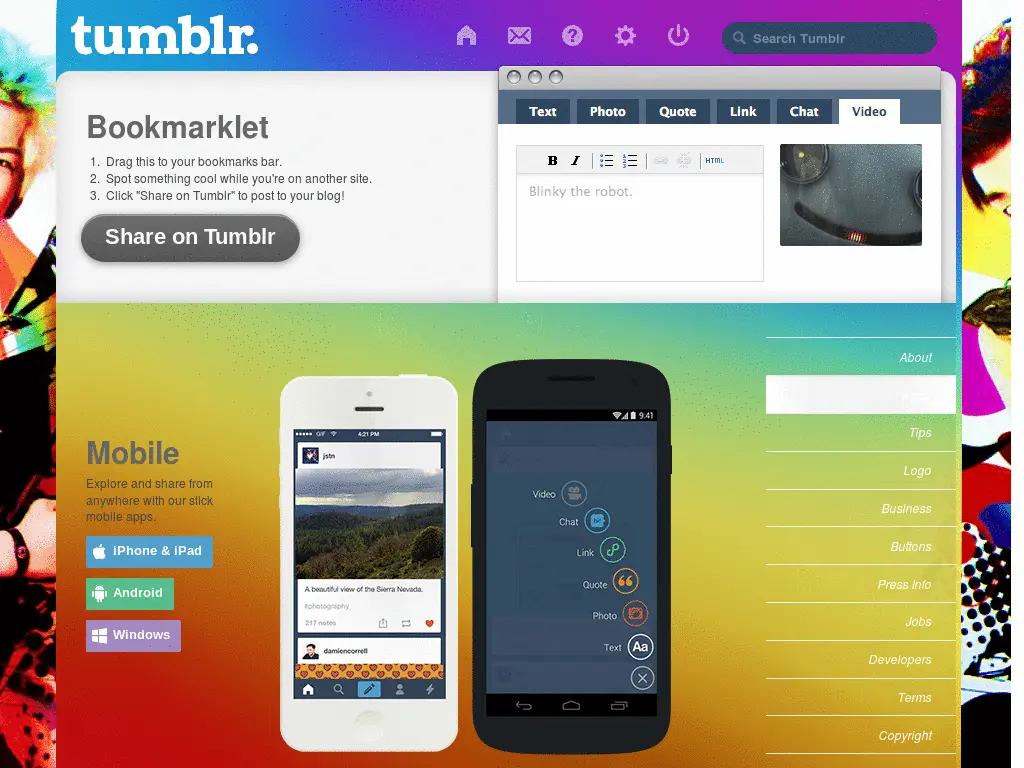 tumblr.
Search Tumblr
Bookmarklet
1. Drag this to your bookmarks bar.
2. Spot something cool while you're on another site.
3. Click "Share on Tumblr" to post to your blog!
Share on Tumblr
Text Photo Quote Link Chat Video
B I HTML
Blinky the robot.
Mobile
Explore and share from
anywhere with our slick
mobile apps.
iPhone & iPad
Android
Windows
GIF 4:21 PM
jstn
A beautiful view of the Sierra Nevada.
#photography
217 notes
damiencorrell
9:41
Video
Chat
Link
Quote
Photo
Text Aa
About
Tips
Logo
Business
Buttons
Press Info
Jobs
Developers
Terms
Copyright